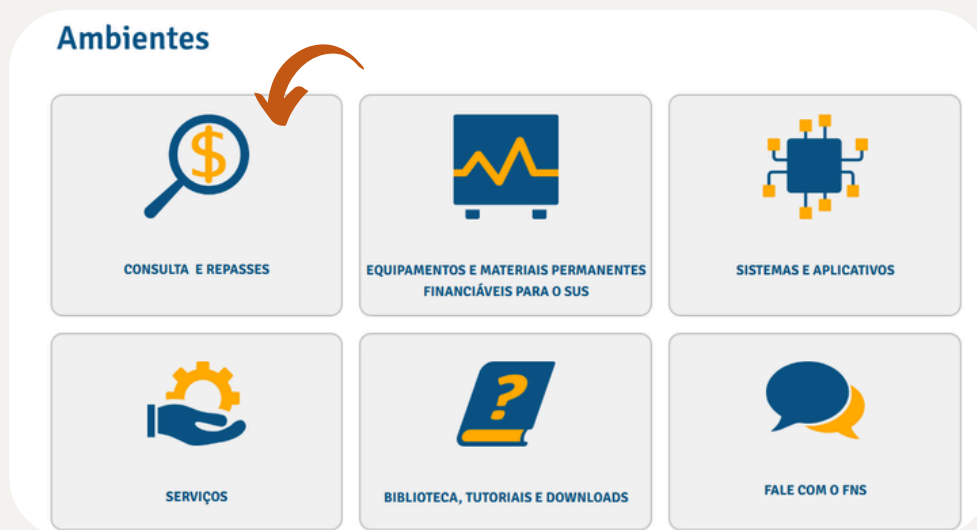 Ambientes
$
CONSULTA E REPASSES
EQUIPAMENTOS E MATERIAIS PERMANENTES
FINANCIÁVEIS PARA O SUS
SISTEMAS E APLICATIVOS
SERVIÇOS
?
BIBLIOTECA, TUTORIAIS E DOWNLOADS
FALE COM O FNS